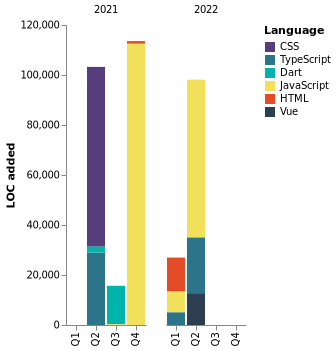 2021
2022
Language
CSS
TypeScript
Dart
JavaScript
HTML
Vue
LOC added
120,000
100,000
80,000
60,000
40,000
20,000
0
Q1
Q2
Q3
Q4
Q1
Q2
Q3
Q4